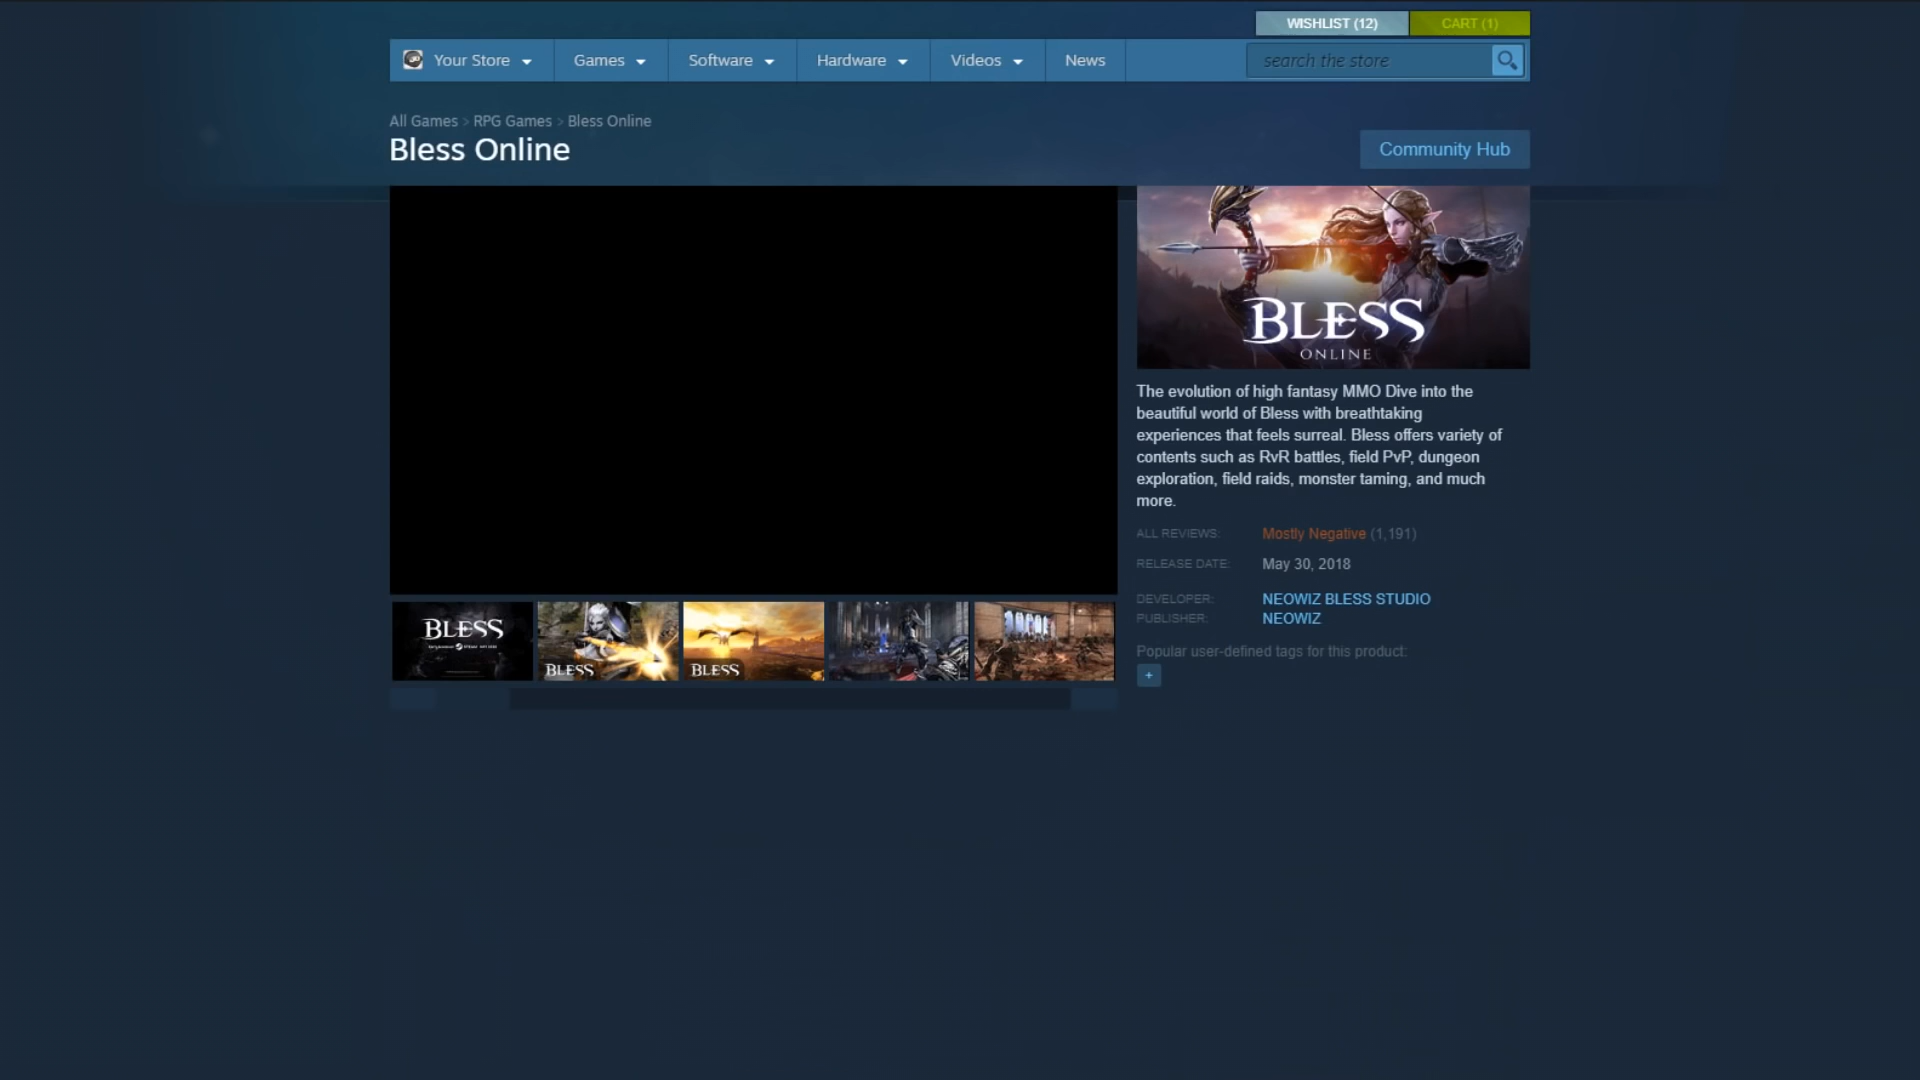 WISHLIST (12)
CART (1)
Your Store
Games
Software
Hardware
Videos
News
search the store
All Games > RPG Games > Bless Online
Bless Online
Community Hub
BLESS
ONLINE
The evolution of high fantasy MMO Dive into the
beautiful world of Bless with breathtaking
experiences that feels surreal. Bless offers variety of
contents such as RvR battles, field PvP, dungeon
exploration, field raids, monster taming, and much
more.
ALL REVIEWS: Mostly Negative (1,191)
RELEASE DATE: May 30, 2018
DEVELOPER: NEOWIZ BLESS STUDIO
PUBLISHER: NEOWIZ
Popular user-defined tags for this product:
+
BLESS
BLESS
BLESS